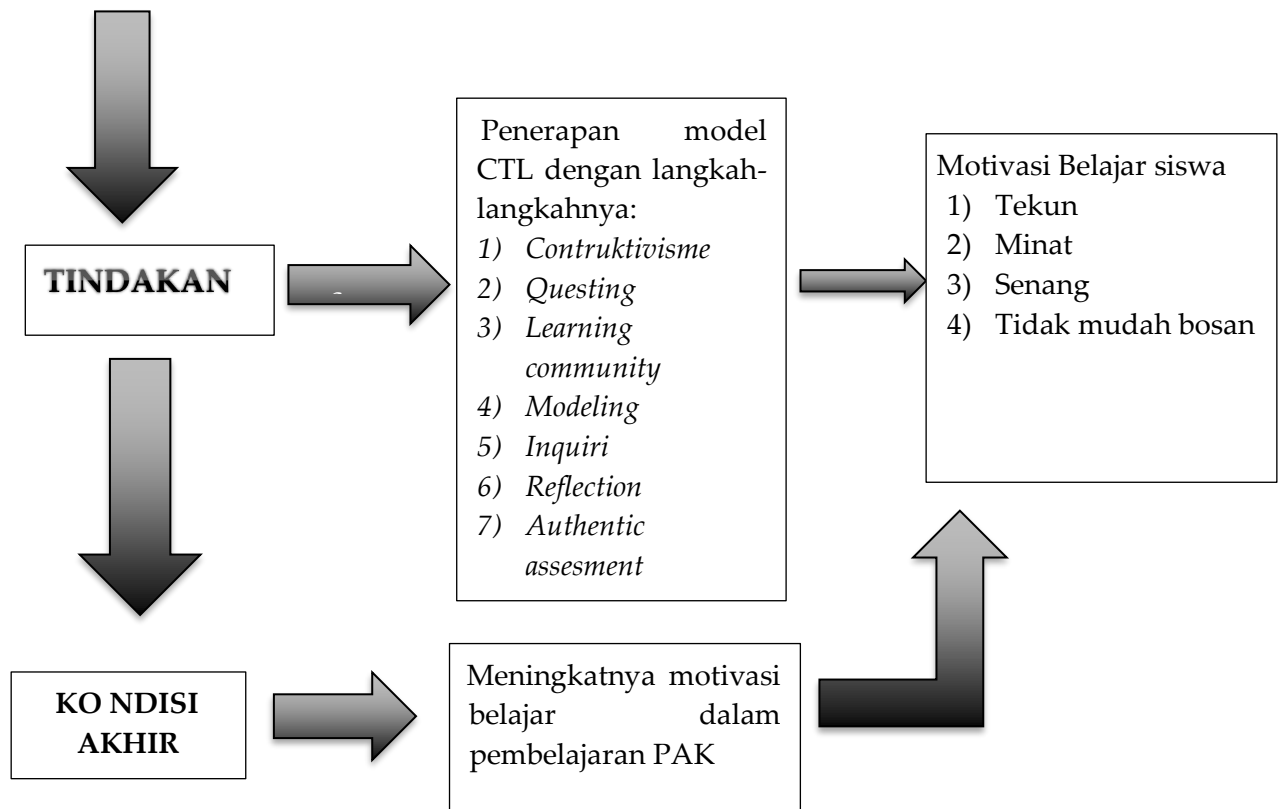 TINDAKAN
Penerapan model
CTL dengan langkah-
langkahnya:
1) Contruktivisme
2) Questing
3) Learning
community
4) Modeling
5) Inquiri
6) Reflection
7) Authentic
assesment
Motivasi Belajar siswa
1) Tekun
2) Minat
3) Senang
4) Tidak mudah bosan
KO NDISI
AKHIR
Meningkatnya motivasi
belajar dalam
pembelajaran PAK